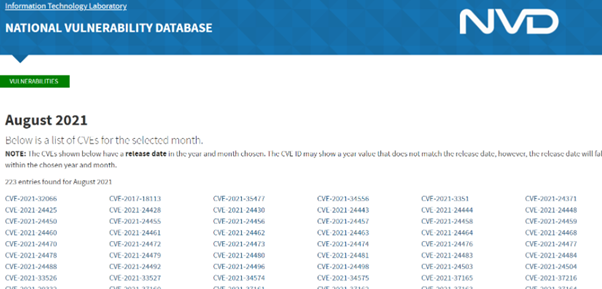 Information Technology Laboratory
NATIONAL VULNERABILITY DATABASE
NVD
VULNERABILITIES
August 2021
Below is a list of CVEs for the selected month.
NOTE: The CVEs shown below have a release date in the year and month chosen. The CVE ID may show a year value that does not match the release date, however, the release date will fal
within the chosen year and month.
223 entries found for August 2021
CVE-2021-32066 CVE-2017-18113 CVE-2021-35477 CVE-2021-34556 CVE-2021-3351 CVE-2021-24371
CVE-2021-24425 CVE-2021-24428 CVE-2021-24430 CVE-2021-24443 CVE-2021-24444 CVE-2021-24448
CVE-2021-24450 CVE-2021-24455 CVE-2021-24456 CVE-2021-24457 CVE-2021-24458 CVE-2021-24459
CVE-2021-24460 CVE-2021-24461 CVE-2021-24462 CVE-2021-24463 CVE-2021-24464 CVE-2021-24468
CVE-2021-24470 CVE-2021-24472 CVE-2021-24473 CVE-2021-24474 CVE-2021-24476 CVE-2021-24477
CVE-2021-24478 CVE-2021-24479 CVE-2021-24480 CVE-2021-24481 CVE-2021-24483 CVE-2021-24484
CVE-2021-24488 CVE-2021-24492 CVE-2021-24496 CVE-2021-24498 CVE-2021-24503 CVE-2021-24504
CVE-2021-33526 CVE-2021-33527 CVE-2021-34574 CVE-2021-34575 CVE-2021-37165 CVE-2021-37216